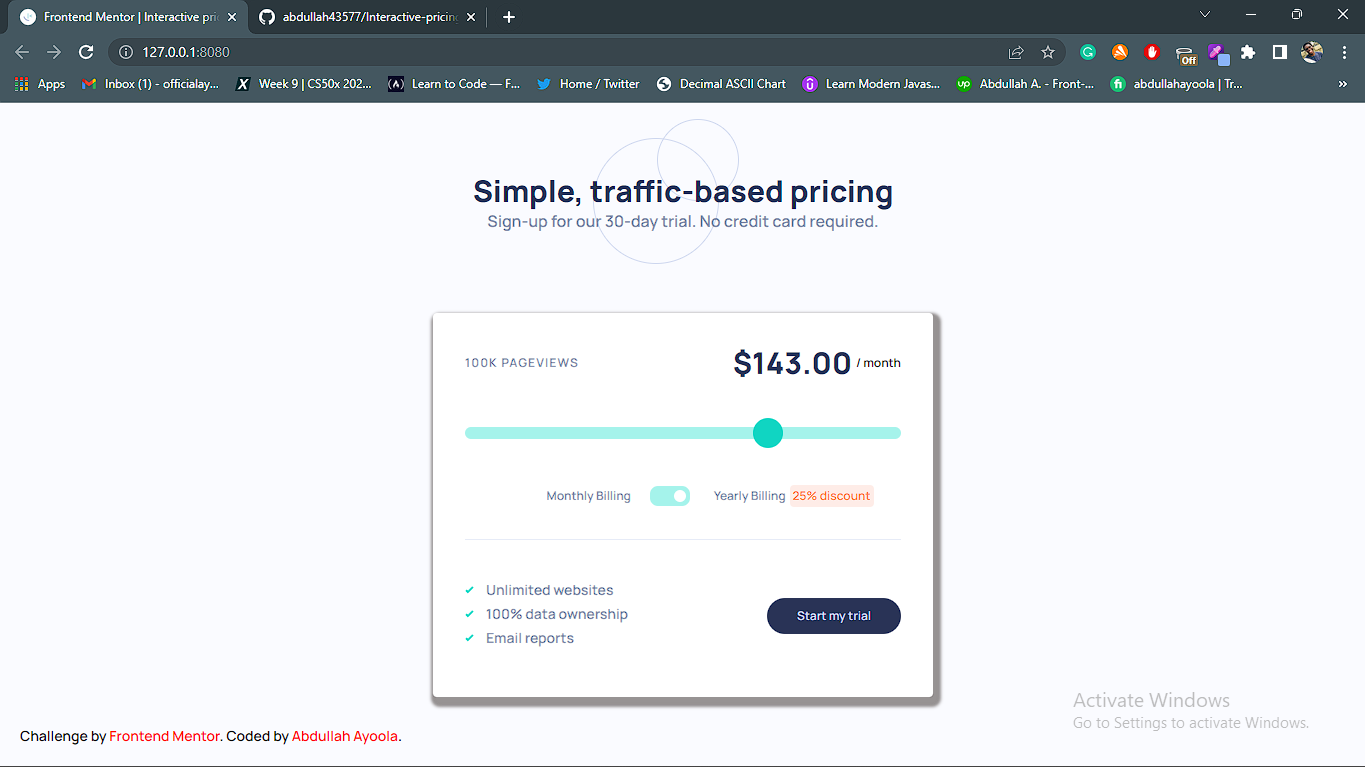 Frontend Mentor | Interactive pri
abdullah43577/Interactive-pricing
127.0.0.1:8080
Off
Apps
Inbox (1) - officialay...
Week 9 | CS50x 202...
Learn to Code — F...
Home / Twitter
Decimal ASCII Chart
Learn Modern Javas...
Abdullah A. - Front-...
abdullahayoola | Tr...
Simple, traffic-based pricing
Sign-up for our 30-day trial. No credit card required.
100K PAGEVIEWS
$143.00 / month
Monthly Billing
Yearly Billing 25% discount
Unlimited websites
100% data ownership
Email reports
Start my trial
Activate Windows
Go to Settings to activate Windows.
Challenge by Frontend Mentor. Coded by Abdullah Ayoola.